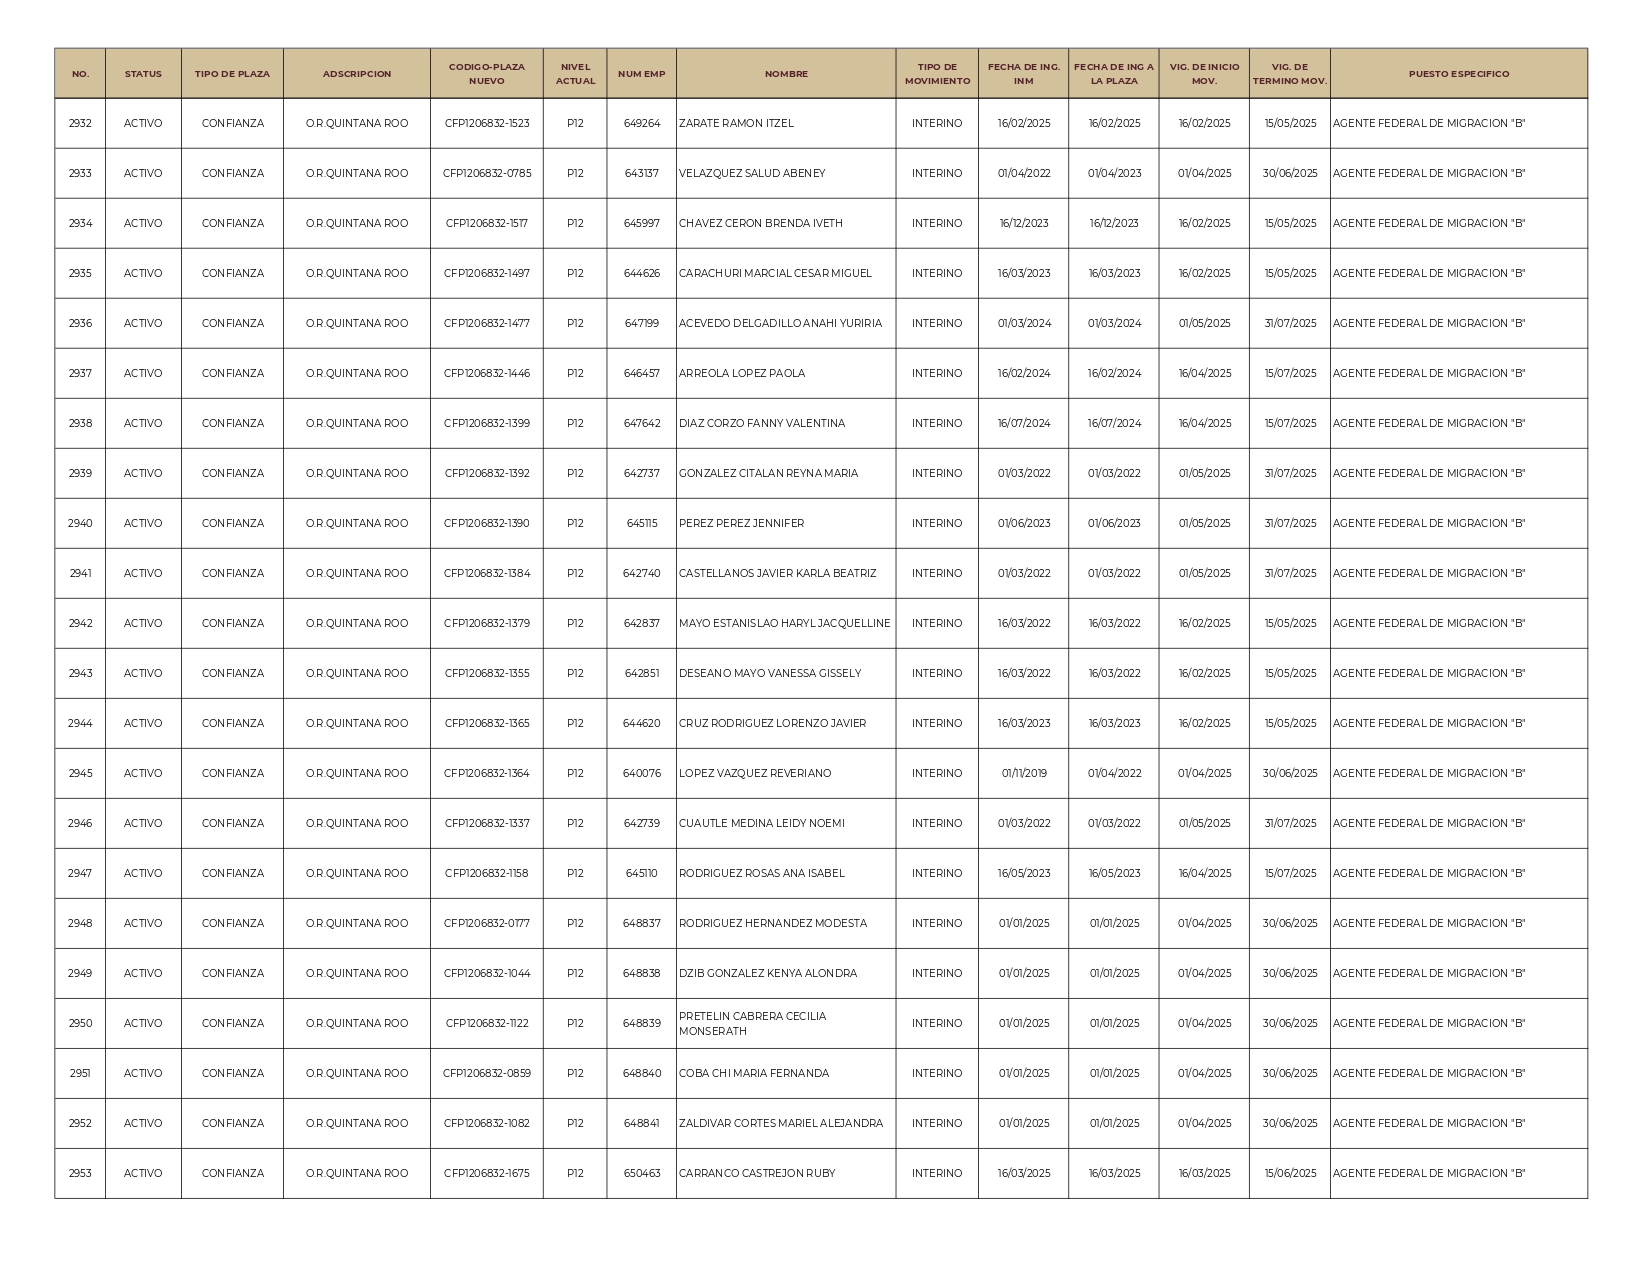 NO. STATUS TIPO DE PLAZA ADSCRIPCION CODIGO-PLAZA NUEVO NIVEL ACTUAL NUM EMP NOMBRE TIPO DE MOVIMIENTO FECHA DE ING. INM FECHA DE ING A LA PLAZA VIG. DE INICIO MOV. VIG. DE TERMINO MOV. PUESTO ESPECIFICO
2932 ACTIVO CONFIANZA O.R.QUINTANA ROO CFP1206832-1523 P12 649264 ZARATE RAMON ITZEL INTERINO 16/02/2025 16/02/2025 16/02/2025 15/05/2025 AGENTE FEDERAL DE MIGRACION "B"
2933 ACTIVO CONFIANZA O.R.QUINTANA ROO CFP1206832-0785 P12 643137 VELAZQUEZ SALUD ABENEY INTERINO 01/04/2022 01/04/2023 01/04/2025 30/06/2025 AGENTE FEDERAL DE MIGRACION "B"
2934 ACTIVO CONFIANZA O.R.QUINTANA ROO CFP1206832-1517 P12 645997 CHAVEZ CERON BRENDA IVETH INTERINO 16/12/2023 16/12/2023 16/02/2025 15/05/2025 AGENTE FEDERAL DE MIGRACION "B"
2935 ACTIVO CONFIANZA O.R.QUINTANA ROO CFP1206832-1497 P12 644626 CARACHURI MARCIAL CESAR MIGUEL INTERINO 16/03/2023 16/03/2023 16/02/2025 15/05/2025 AGENTE FEDERAL DE MIGRACION "B"
2936 ACTIVO CONFIANZA O.R.QUINTANA ROO CFP1206832-1477 P12 647199 ACEVEDO DELGADILLO ANAHI YURIRIA INTERINO 01/03/2024 01/03/2024 01/05/2025 31/07/2025 AGENTE FEDERAL DE MIGRACION "B"
2937 ACTIVO CONFIANZA O.R.QUINTANA ROO CFP1206832-1446 P12 646457 ARREOLA LOPEZ PAOLA INTERINO 16/02/2024 16/02/2024 16/04/2025 15/07/2025 AGENTE FEDERAL DE MIGRACION "B"
2938 ACTIVO CONFIANZA O.R.QUINTANA ROO CFP1206832-1399 P12 647642 DIAZ CORZO FANNY VALENTINA INTERINO 16/07/2024 16/07/2024 16/04/2025 15/07/2025 AGENTE FEDERAL DE MIGRACION "B"
2939 ACTIVO CONFIANZA O.R.QUINTANA ROO CFP1206832-1392 P12 642737 GONZALEZ CITALAN REYNA MARIA INTERINO 01/03/2022 01/03/2022 01/05/2025 31/07/2025 AGENTE FEDERAL DE MIGRACION "B"
2940 ACTIVO CONFIANZA O.R.QUINTANA ROO CFP1206832-1390 P12 645115 PEREZ PEREZ JENNIFER INTERINO 01/06/2023 01/06/2023 01/05/2025 31/07/2025 AGENTE FEDERAL DE MIGRACION "B"
2941 ACTIVO CONFIANZA O.R.QUINTANA ROO CFP1206832-1384 P12 642740 CASTELLANOS JAVIER KARLA BEATRIZ INTERINO 01/03/2022 01/03/2022 01/05/2025 31/07/2025 AGENTE FEDERAL DE MIGRACION "B"
2942 ACTIVO CONFIANZA O.R.QUINTANA ROO CFP1206832-1379 P12 642837 MAYO ESTANISLAO HARYL JACQUELLINE INTERINO 16/03/2022 16/03/2022 16/02/2025 15/05/2025 AGENTE FEDERAL DE MIGRACION "B"
2943 ACTIVO CONFIANZA O.R.QUINTANA ROO CFP1206832-1355 P12 642851 DESEANO MAYO VANESSA GISSELY INTERINO 16/03/2022 16/03/2022 16/02/2025 15/05/2025 AGENTE FEDERAL DE MIGRACION "B"
2944 ACTIVO CONFIANZA O.R.QUINTANA ROO CFP1206832-1365 P12 644620 CRUZ RODRIGUEZ LORENZO JAVIER INTERINO 16/03/2023 16/03/2023 16/02/2025 15/05/2025 AGENTE FEDERAL DE MIGRACION "B"
2945 ACTIVO CONFIANZA O.R.QUINTANA ROO CFP1206832-1364 P12 640076 LOPEZ VAZQUEZ REVERIANO INTERINO 01/11/2019 01/04/2022 01/04/2025 30/06/2025 AGENTE FEDERAL DE MIGRACION "B"
2946 ACTIVO CONFIANZA O.R.QUINTANA ROO CFP1206832-1337 P12 642739 CUAUTLE MEDINA LEIDY NOEMI INTERINO 01/03/2022 01/03/2022 01/05/2025 31/07/2025 AGENTE FEDERAL DE MIGRACION "B"
2947 ACTIVO CONFIANZA O.R.QUINTANA ROO CFP1206832-1158 P12 645110 RODRIGUEZ ROSAS ANA ISABEL INTERINO 16/05/2023 16/05/2023 16/04/2025 15/07/2025 AGENTE FEDERAL DE MIGRACION "B"
2948 ACTIVO CONFIANZA O.R.QUINTANA ROO CFP1206832-0177 P12 648837 RODRIGUEZ HERNANDEZ MODESTA INTERINO 01/01/2025 01/01/2025 01/04/2025 30/06/2025 AGENTE FEDERAL DE MIGRACION "B"
2949 ACTIVO CONFIANZA O.R.QUINTANA ROO CFP1206832-1044 P12 648838 DZIB GONZALEZ KENYA ALONDRA INTERINO 01/01/2025 01/01/2025 01/04/2025 30/06/2025 AGENTE FEDERAL DE MIGRACION "B"
2950 ACTIVO CONFIANZA O.R.QUINTANA ROO CFP1206832-1122 P12 648839 PRETELIN CABRERA CECILIA MONSERATH INTERINO 01/01/2025 01/01/2025 01/04/2025 30/06/2025 AGENTE FEDERAL DE MIGRACION "B"
2951 ACTIVO CONFIANZA O.R.QUINTANA ROO CFP1206832-0859 P12 648840 COBA CHI MARIA FERNANDA INTERINO 01/01/2025 01/01/2025 01/04/2025 30/06/2025 AGENTE FEDERAL DE MIGRACION "B"
2952 ACTIVO CONFIANZA O.R.QUINTANA ROO CFP1206832-1082 P12 648841 ZALDIVAR CORTES MARIEL ALEJANDRA INTERINO 01/01/2025 01/01/2025 01/04/2025 30/06/2025 AGENTE FEDERAL DE MIGRACION "B"
2953 ACTIVO CONFIANZA O.R.QUINTANA ROO CFP1206832-1675 P12 650463 CARRANCO CASTREJON RUBY INTERINO 16/03/2025 16/03/2025 16/03/2025 15/06/2025 AGENTE FEDERAL DE MIGRACION "B"